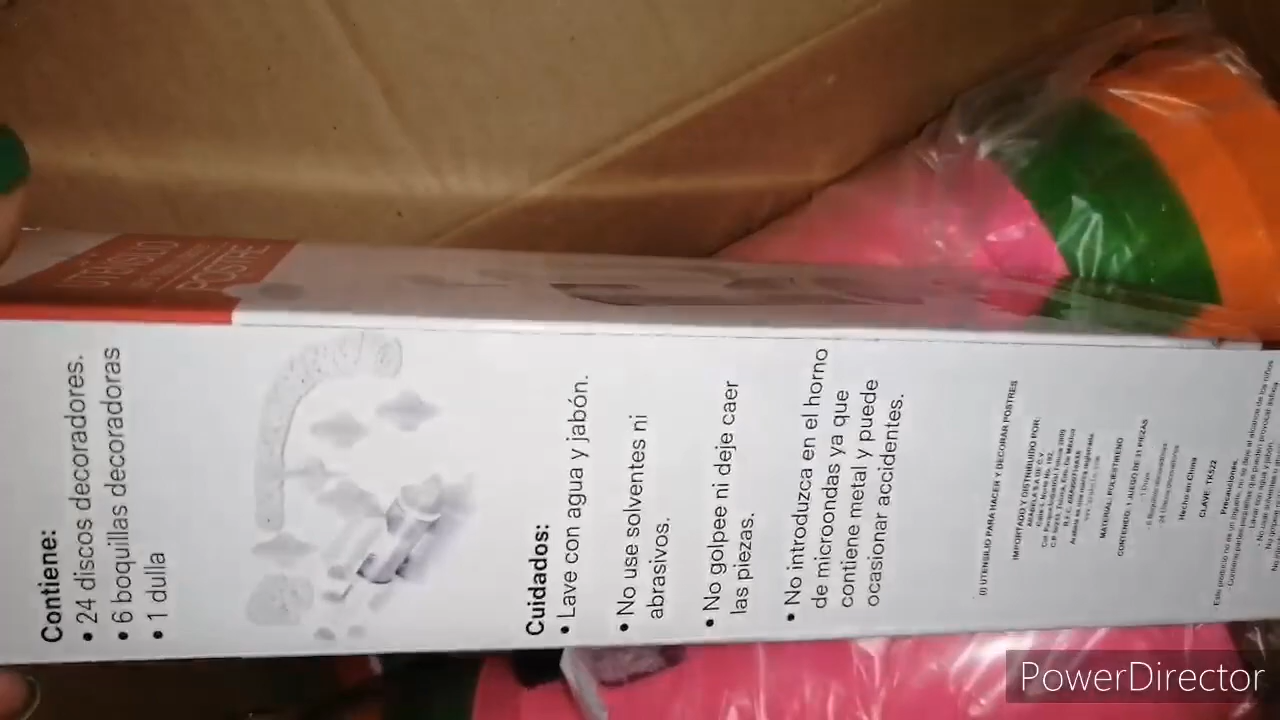 UTENSILIO
POSTRE
Contiene:
• 24 discos decoradores.
• 6 boquillas decoradoras
• 1 dulla
Cuidados:
• Lave con agua y jabón.
• No use solventes ni
abrasivos.
• No golpee ni deje caer
las piezas.
• No introduzca en el horno
de microondas ya que
contiene metal y puede
ocasionar accidentes.
(I) UTENSILIO PARA HACER Y DECORAR POSTRES
IMPORTADO Y DISTRIBUIDO POR:
ARABELA S.A DE C.V.
MATERIAL: POLIESTIRENO
CONTENIDO: 1 JUEGO DE 31 PIEZAS
Hecho en China
CLAVE: TK522
Precauciones:
PowerDirector